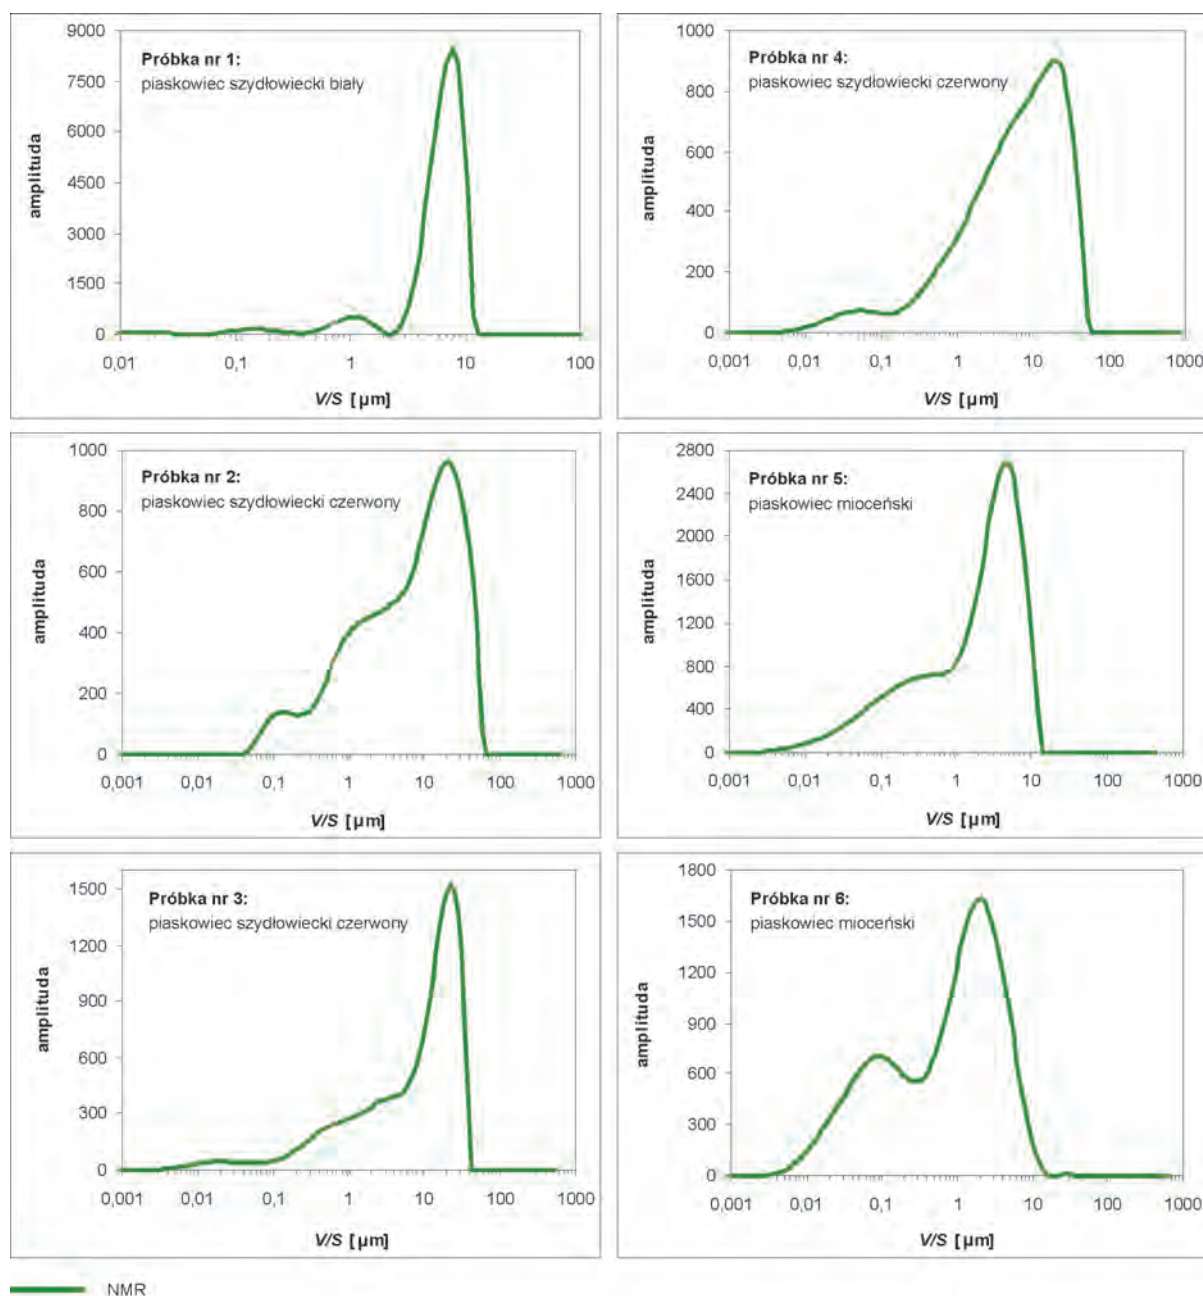 9000
7500
6000
4500
3000
1500
0
amplituda
Próbka nr 1:
piaskowiec szydłowiecki biały
0,01 0,1 1 10 100
V/S [µm]
1000
800
600
400
200
0
amplituda
Próbka nr 4:
piaskowiec szydłowiecki czerwony
0,001 0,01 0,1 1 10 100 1000
V/S [µm]
1000
800
600
400
200
0
amplituda
Próbka nr 2:
piaskowiec szydłowiecki czerwony
0,001 0,01 0,1 1 10 100 1000
V/S [µm]
2800
2400
2000
1600
1200
800
400
0
amplituda
Próbka nr 5:
piaskowiec mioceński
0,001 0,01 0,1 1 10 100 1000
V/S [µm]
1500
1200
900
600
300
0
amplituda
Próbka nr 3:
piaskowiec szydłowiecki czerwony
0,001 0,01 0,1 1 10 100 1000
V/S [µm]
1800
1500
1200
900
600
300
0
amplituda
Próbka nr 6:
piaskowiec mioceński
0,001 0,01 0,1 1 10 100 1000
V/S [µm]
NMR